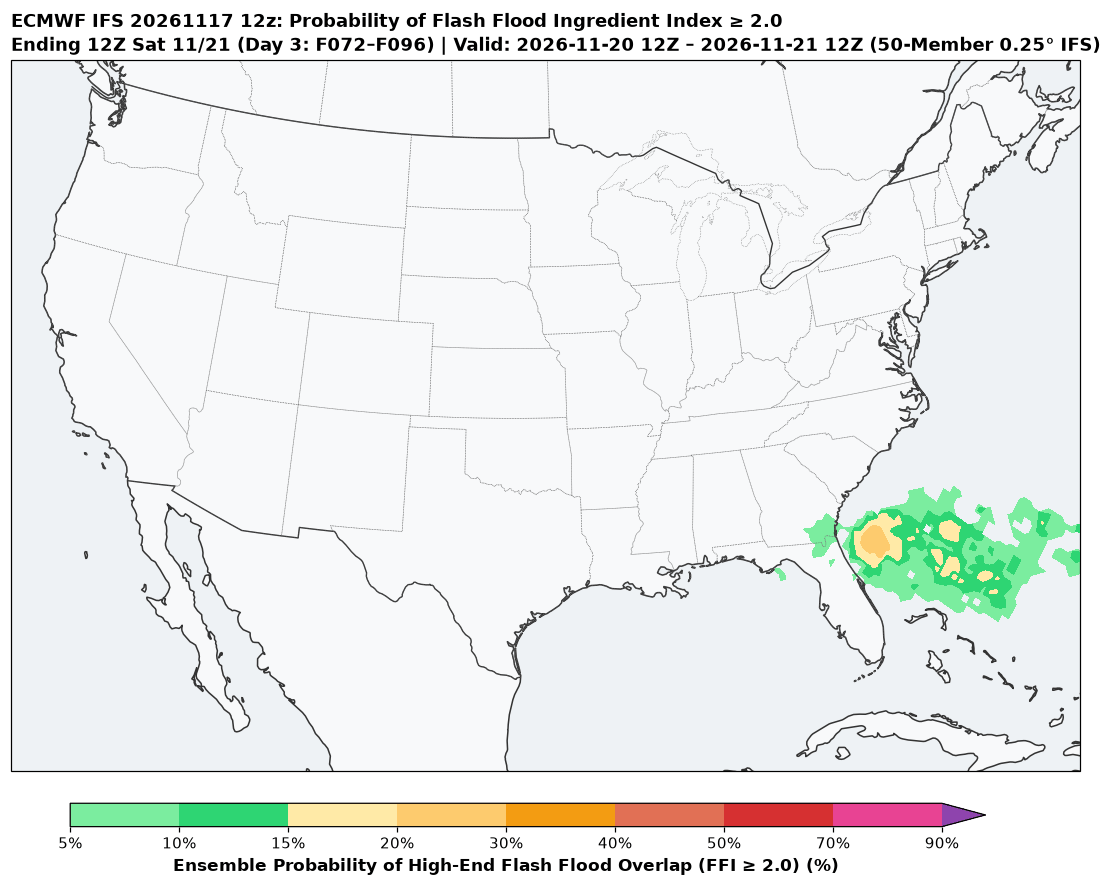 ECMWF IFS 20261117 12z: Probability of Flash Flood Ingredient Index ≥ 2.0
Ending 12Z Sat 11/21 (Day 3: F072–F096) | Valid: 2026-11-20 12Z – 2026-11-21 12Z (50-Member 0.25° IFS)
5% 10% 15% 20% 30% 40% 50% 70% 90%
Ensemble Probability of High-End Flash Flood Overlap (FFI ≥ 2.0) (%)